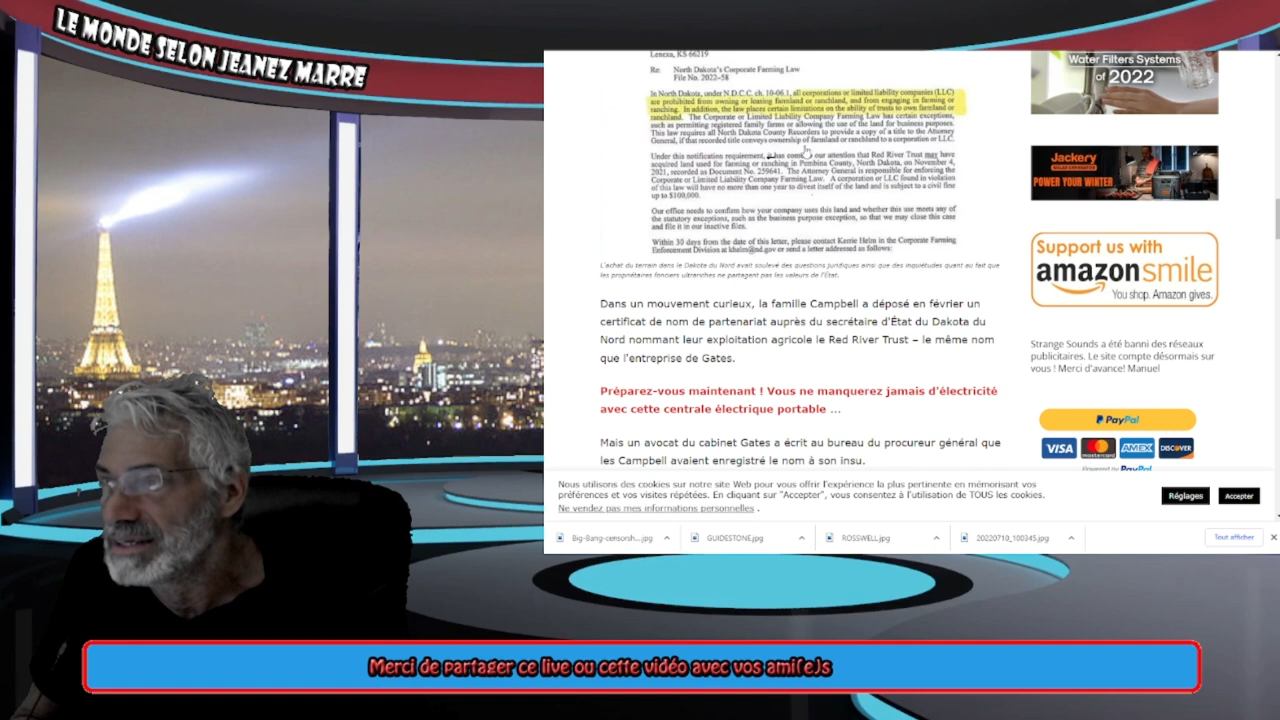 LE MONDE SELON JEANEZ MARRE
Lenexa, KS 66219
Re: North Dakota's Corporate Farming Law
File No. 2022-58
In North Dakota, under N.D.C.C. ch. 10-06.1, all corporations or limited liability companies (LLC)
are prohibited from owning or leasing farmland or ranchland, and from engaging in farming or
ranching. In addition, the law places certain limitations on the ability of trusts to own farmland or
ranchland. The Corporate or Limited Liability Company Farming Law has certain exceptions,
such as permitting registered family farms or allowing the use of the land for business purposes.
This law requires all North Dakota County Recorders to provide a copy of a title to the Attorney
General, if that recorded title conveys ownership of farmland or ranchland to a corporation or LLC.
Under this notification requirement, it has come our attention that Red River Trust may have
acquired land used for farming or ranching in Pembina County, North Dakota, on November 4,
2021, recorded as Document No. 259641. The Attorney General is responsible for enforcing the
Corporate or Limited Liability Company Farming Law. A corporation or LLC found in violation
of this law will have no more than one year to divest itself of the land and is subject to a civil fine
up to $100,000.
Our office needs to confirm how your company uses this land and whether this use meets any of
the statutory exceptions, such as the business purpose exception, so that we may close this case
and file it in our inactive files.
Within 30 days from the date of this letter, please contact Kerrie Helm in the Corporate Farming
Enforcement Division at khelm@nd.gov or send a letter addressed as follows:
L'achat du terrain dans le Dakota du Nord avait soulevé des questions juridiques ainsi que des inquiétudes quant au fait que
les propriétaires fonciers ultrariches ne partagent pas les valeurs de l'État.
Dans un mouvement curieux, la famille Campbell a déposé en février un
certificat de nom de partenariat auprès du secrétaire d'État du Dakota du
Nord nommant leur exploitation agricole le Red River Trust – le même nom
que l'entreprise de Gates.
Préparez-vous maintenant ! Vous ne manquerez jamais d'électricité
avec cette centrale électrique portable ...
Mais un avocat du cabinet Gates a écrit au bureau du procureur général que
les Campbell avaient enregistré le nom à son insu.
Water Filters Systems
of 2022
Jackery
POWER YOUR WINTER
Support us with
amazonsmile
You shop. Amazon gives.
Strange Sounds a été banni des réseaux
publicitaires. Le site compte désormais sur
vous ! Merci d'avance! Manuel
PayPal
VISA mastercard AMEX DISCOVER
Powered by PayPal
Nous utilisons des cookies sur notre site Web pour vous offrir l'expérience la plus pertinente en mémorisant vos
préférences et vos visites répétées. En cliquant sur "Accepter", vous consentez à l'utilisation de TOUS les cookies.
Ne vendez pas mes informations personnelles .
Réglages
Accepter
Big-Bang-censorsh....jpg
GUIDESTONE.jpg
ROSSWELL.jpg
20220710_100345.jpg
Tout afficher
Merci de partager ce live ou cette vidéo avec vos ami(e)s